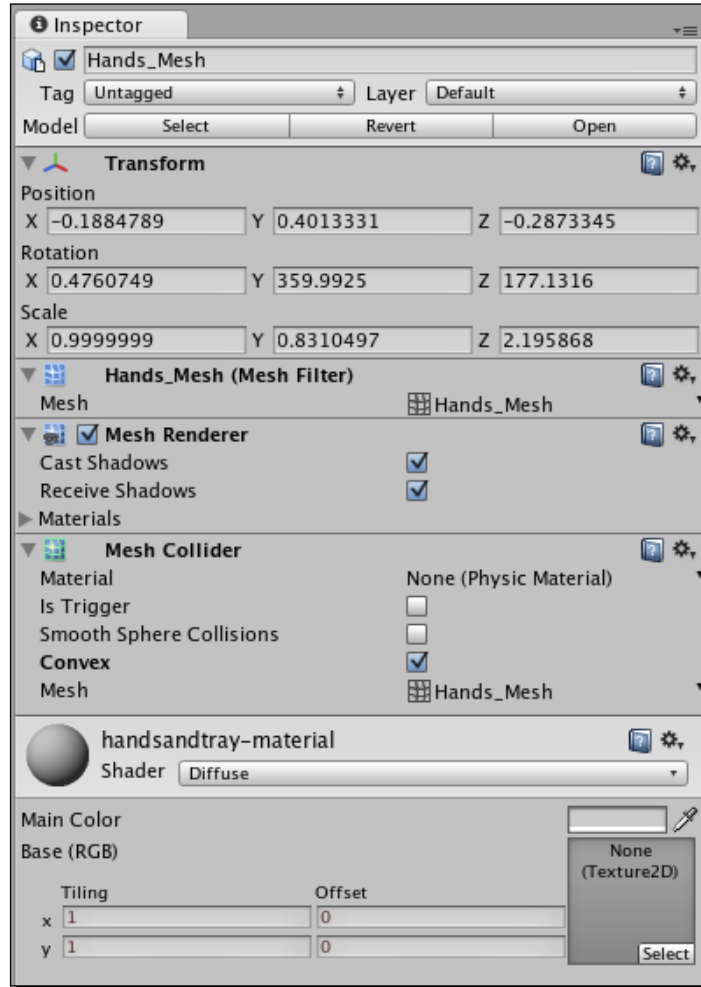 Inspector
Hands_Mesh
Tag Untagged Layer Default
Model Select Revert Open
Transform
Position
X -0.1884789 Y 0.4013331 Z -0.2873345
Rotation
X 0.4760749 Y 359.9925 Z 177.1316
Scale
X 0.9999999 Y 0.8310497 Z 2.195868
Hands_Mesh (Mesh Filter)
Mesh Hands_Mesh
Mesh Renderer
Cast Shadows
Receive Shadows
Materials
Mesh Collider
Material None (Physic Material)
Is Trigger
Smooth Sphere Collisions
Convex
Mesh Hands_Mesh
handsandtray-material
Shader Diffuse
Main Color
Base (RGB) None
(Texture2D)
Tiling Offset
x 1 0
y 1 0
Select